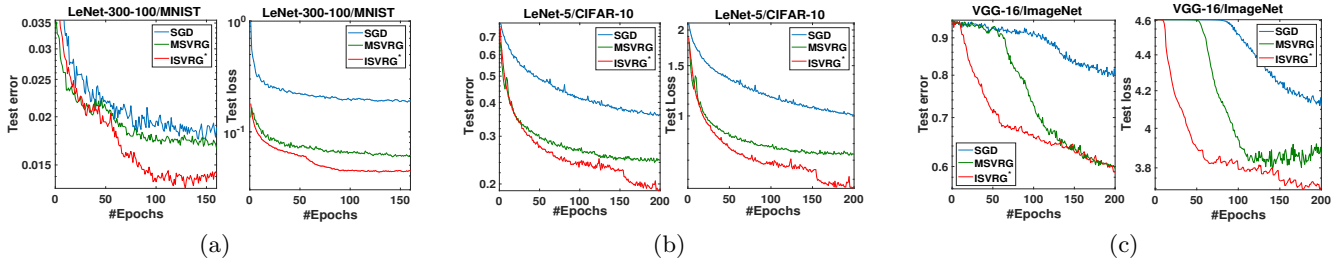 LeNet-300-100/MNIST
0.035
0.025
0.02
0.015
Test error
0
50
100
150
#Epochs
SGD
MSVRG
ISVRG*
LeNet-300-100/MNIST
10^0
10^-1
Test loss
0
50
100
150
#Epochs
SGD
MSVRG
ISVRG*
(a)
LeNet-5/CIFAR-10
0.7
0.5
0.4
0.3
0.2
Test error
0
50
100
150
200
#Epochs
SGD
MSVRG
ISVRG*
LeNet-5/CIFAR-10
2
1.5
1
Test Loss
0
50
100
150
200
#Epochs
SGD
MSVRG
ISVRG*
(b)
VGG-16/ImageNet
0.9
0.8
0.7
0.6
Test error
0
50
100
150
200
#Epochs
SGD
MSVRG
ISVRG*
VGG-16/ImageNet
4.6
4.4
4.2
4
3.8
Test loss
0
50
100
150
200
#Epochs
SGD
MSVRG
ISVRG*
(c)